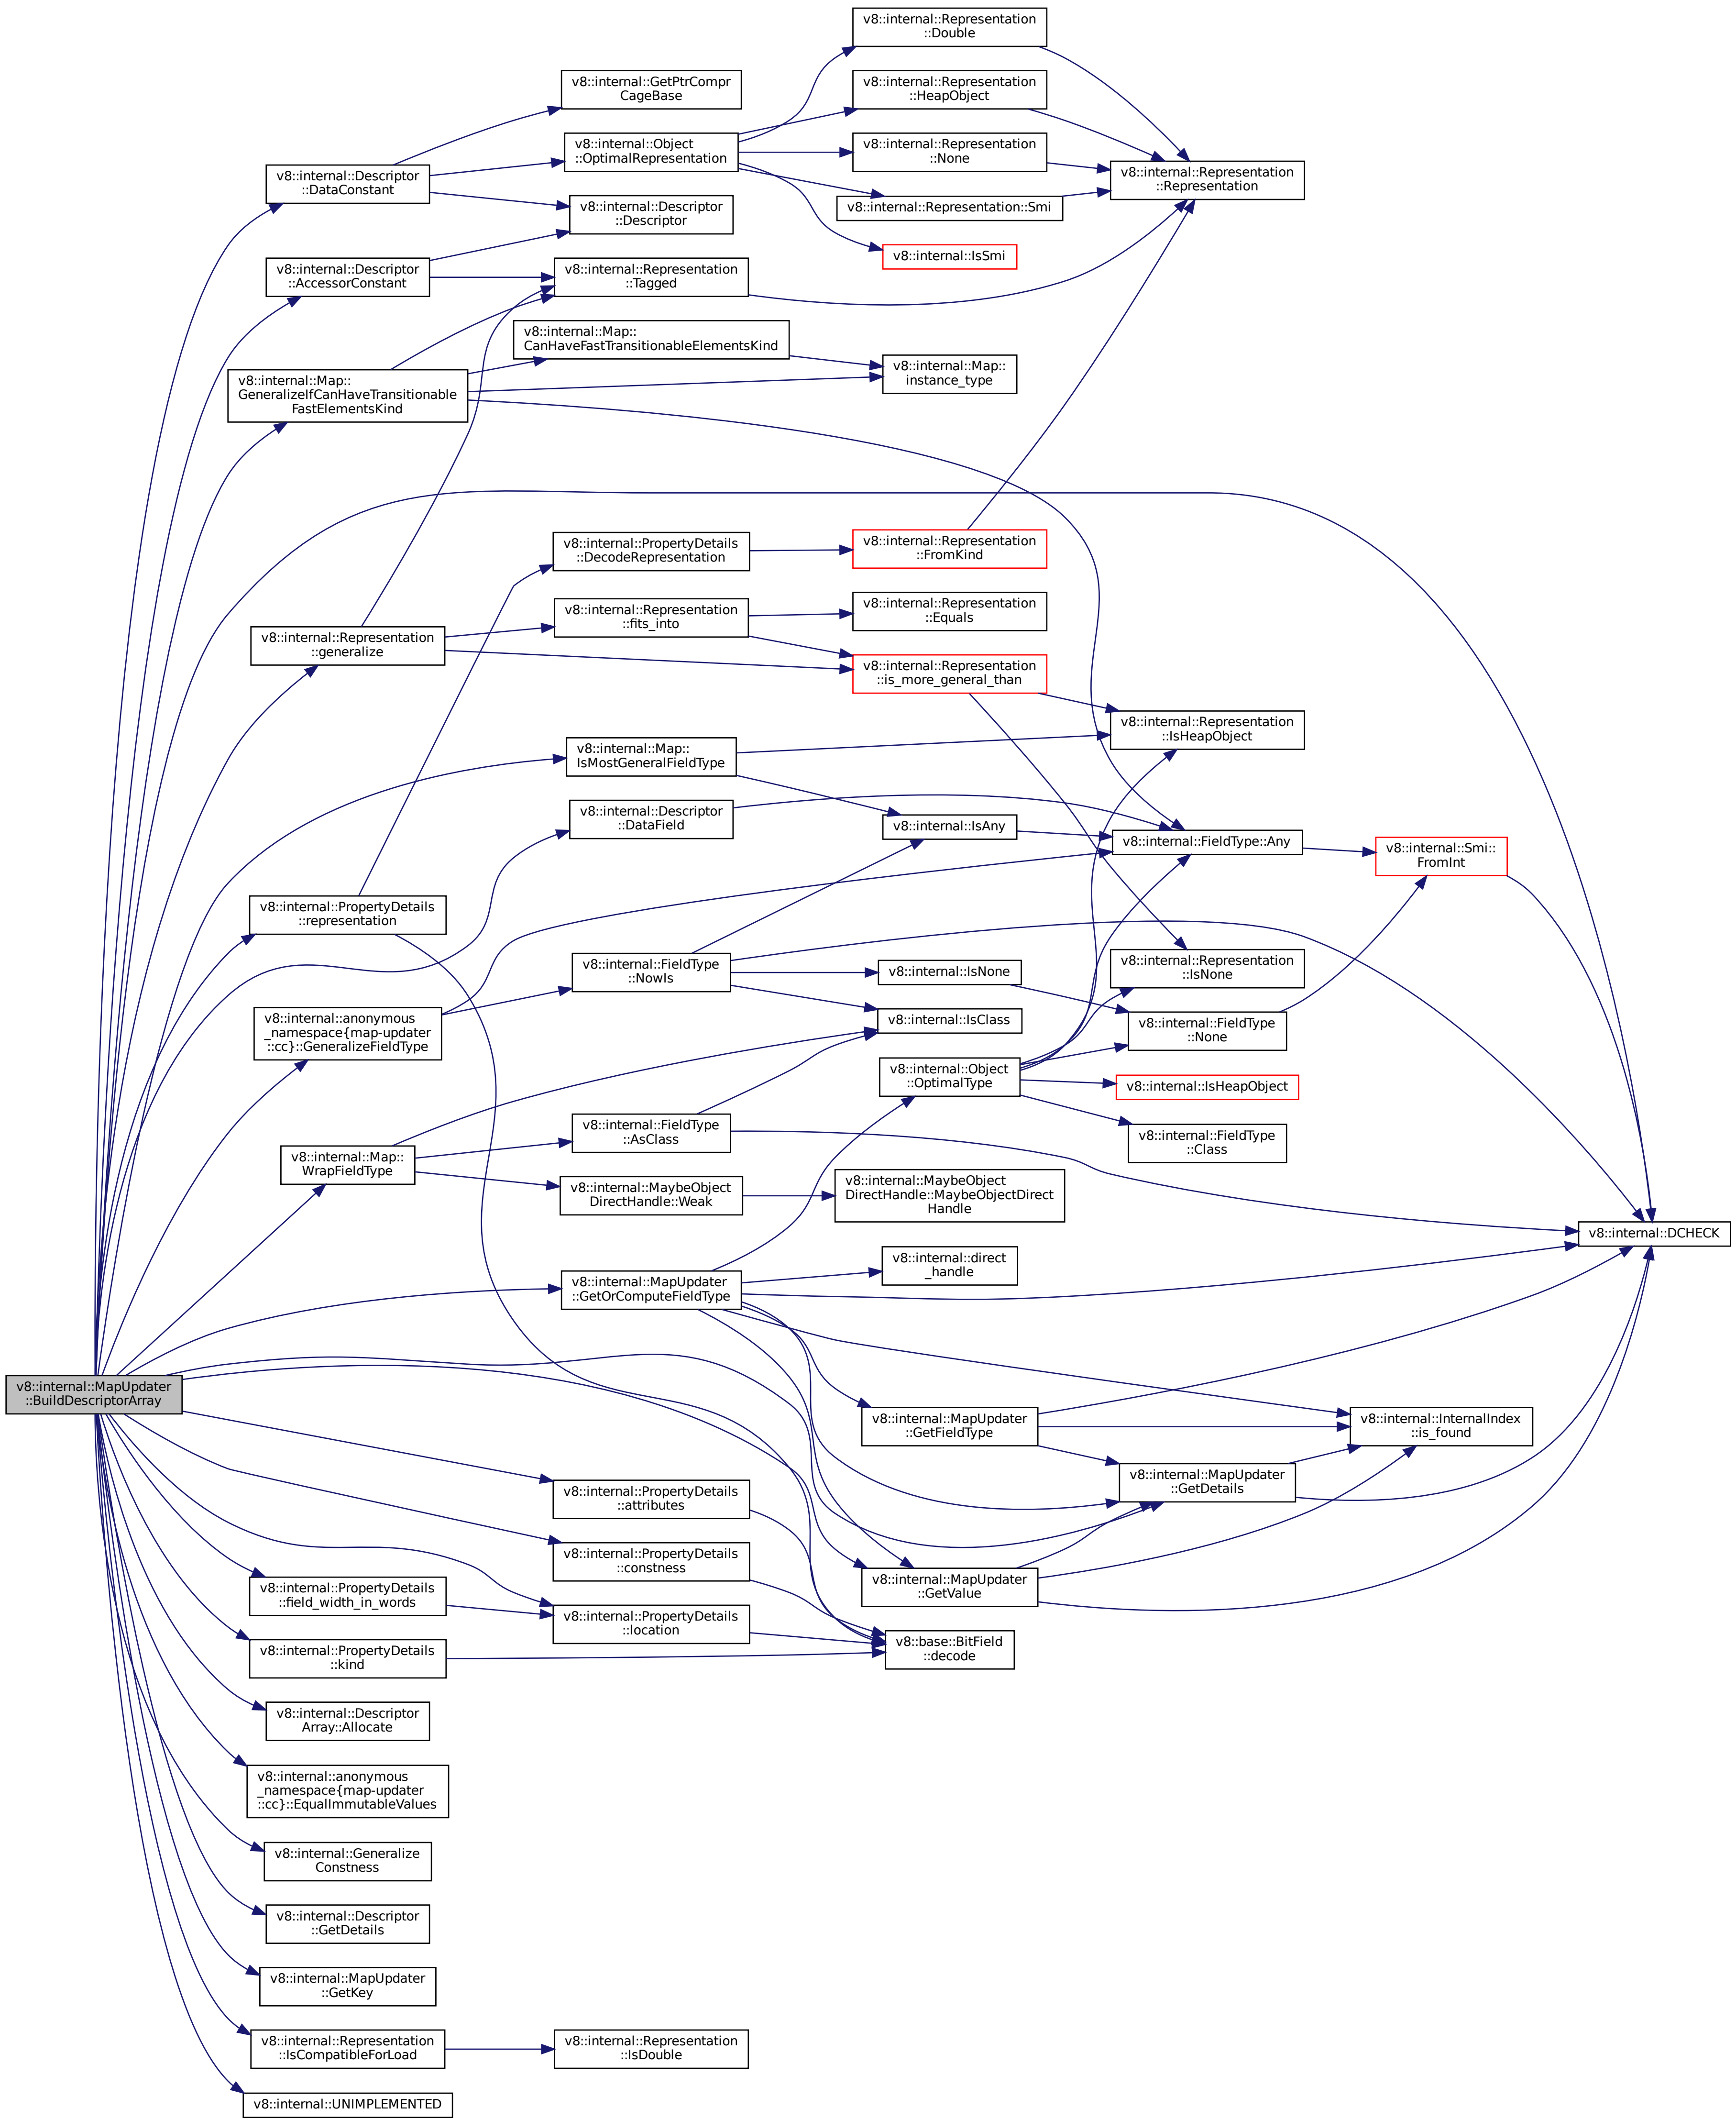 v8::internal::Representation
::Double
v8::internal::GetPtrCompr
CageBase
v8::internal::Representation
::HeapObject
v8::internal::Object
::OptimalRepresentation
v8::internal::Representation
::None
v8::internal::Descriptor
::DataConstant
v8::internal::Representation
::Representation
v8::internal::Descriptor
::Descriptor
v8::internal::Representation::Smi
v8::internal::IsSmi
v8::internal::Descriptor
::AccessorConstant
v8::internal::Representation
::Tagged
v8::internal::Map::
CanHaveFastTransitionableElementsKind
v8::internal::Map::
instance_type
v8::internal::Map::
GeneralizeIfCanHaveTransitionable
FastElementsKind
v8::internal::PropertyDetails
::DecodeRepresentation
v8::internal::Representation
::FromKind
v8::internal::Representation
::fits_into
v8::internal::Representation
::Equals
v8::internal::Representation
::generalize
v8::internal::Representation
::is_more_general_than
v8::internal::Representation
::IsHeapObject
v8::internal::Map::
IsMostGeneralFieldType
v8::internal::Descriptor
::DataField
v8::internal::IsAny
v8::internal::FieldType::Any
v8::internal::Smi::
FromInt
v8::internal::PropertyDetails
::representation
v8::internal::FieldType
::NowIs
v8::internal::IsNone
v8::internal::Representation
::IsNone
v8::internal::anonymous
_namespace{map-updater
::cc}::GeneralizeFieldType
v8::internal::IsClass
v8::internal::FieldType
::None
v8::internal::Object
::OptimalType
v8::internal::IsHeapObject
v8::internal::FieldType
::AsClass
v8::internal::FieldType
::Class
v8::internal::Map::
WrapFieldType
v8::internal::MaybeObject
DirectHandle::Weak
v8::internal::MaybeObject
DirectHandle::MaybeObjectDirect
Handle
v8::internal::DCHECK
v8::internal::direct
_handle
v8::internal::MapUpdater
::GetOrComputeFieldType
v8::internal::MapUpdater
::BuildDescriptorArray
v8::internal::MapUpdater
::GetFieldType
v8::internal::InternalIndex
::is_found
v8::internal::MapUpdater
::GetDetails
v8::internal::PropertyDetails
::attributes
v8::internal::PropertyDetails
::constness
v8::internal::MapUpdater
::GetValue
v8::internal::PropertyDetails
::field_width_in_words
v8::internal::PropertyDetails
::location
v8::internal::PropertyDetails
::kind
v8::base::BitField
::decode
v8::internal::Descriptor
Array::Allocate
v8::internal::anonymous
_namespace{map-updater
::cc}::EqualImmutableValues
v8::internal::Generalize
Constness
v8::internal::Descriptor
::GetDetails
v8::internal::MapUpdater
::GetKey
v8::internal::Representation
::IsCompatibleForLoad
v8::internal::Representation
::IsDouble
v8::internal::UNIMPLEMENTED